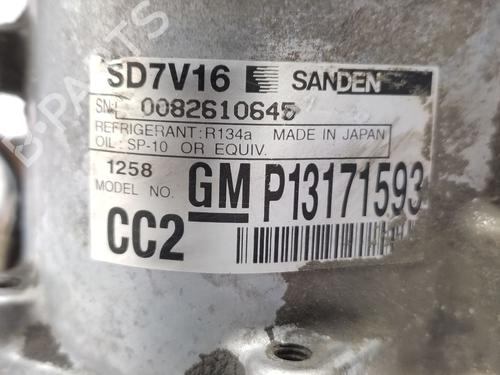 SD7V16 SANDEN
SN:L 0082610645
REFRIGERANT:R134a MADE IN JAPAN
OIL:SP-10 OR EQUIV.
1258
MODEL NO. GM P13171593
CC2